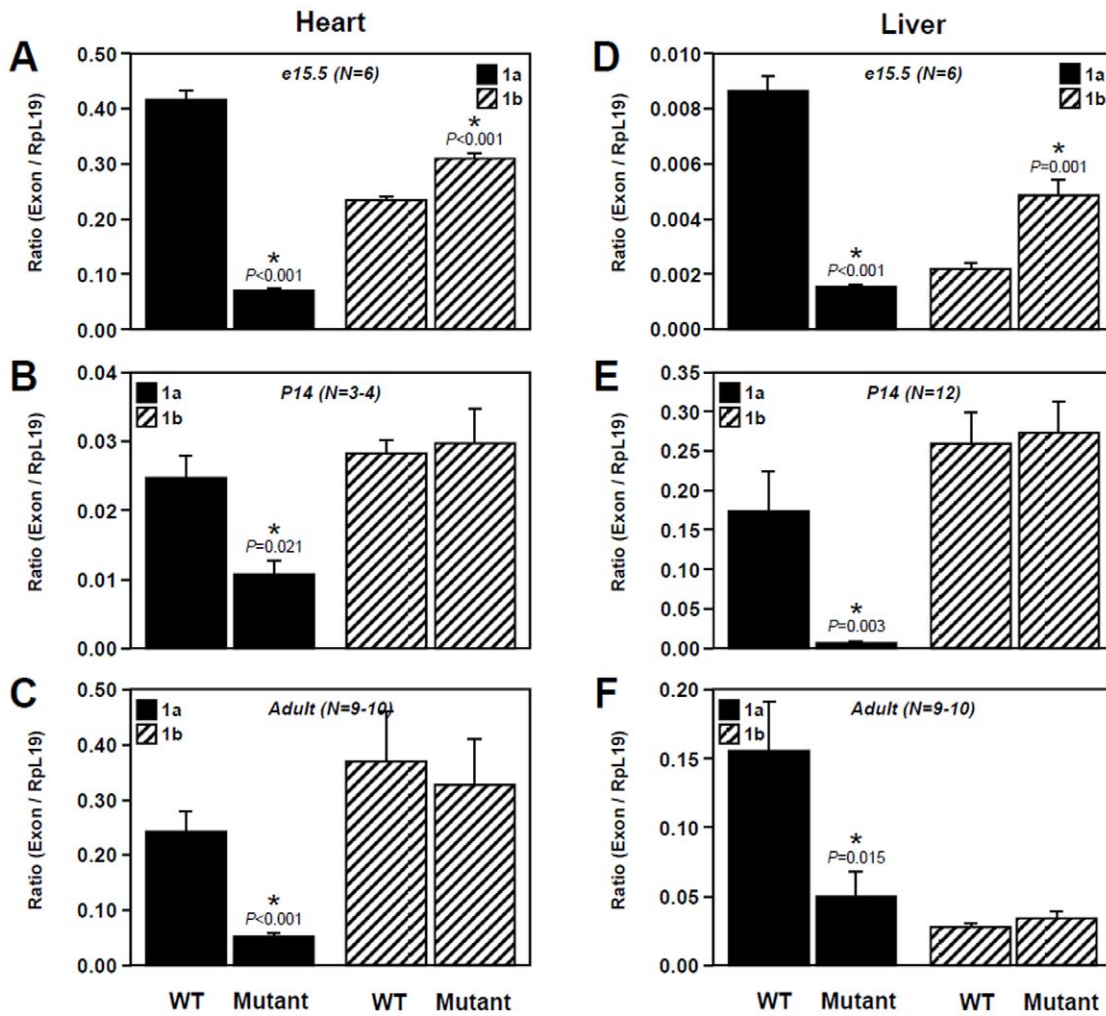 Heart
A
Ratio (Exon / RpL19)
0.50
0.40
0.30
0.20
0.10
0.00
e15.5 (N=6)
1a
1b
*
P<0.001
*
P<0.001
B
Ratio (Exon / RpL19)
0.04
0.03
0.02
0.01
0.00
1a
1b
P14 (N=3-4)
*
P=0.021
C
Ratio (Exon / RpL19)
0.50
0.40
0.30
0.20
0.10
0.00
1a
1b
Adult (N=9-10)
*
P<0.001
WT Mutant WT Mutant
Liver
D
Ratio (Exon / RpL19)
0.010
0.008
0.006
0.004
0.002
0.000
e15.5 (N=6)
1a
1b
*
P<0.001
*
P=0.001
E
Ratio (Exon / RpL19)
0.35
0.30
0.25
0.20
0.15
0.10
0.05
0.00
1a
1b
P14 (N=12)
*
P=0.003
F
Ratio (Exon / RpL19)
0.20
0.15
0.10
0.05
0.00
1a
1b
Adult (N=9-10)
*
P=0.015
WT Mutant WT Mutant